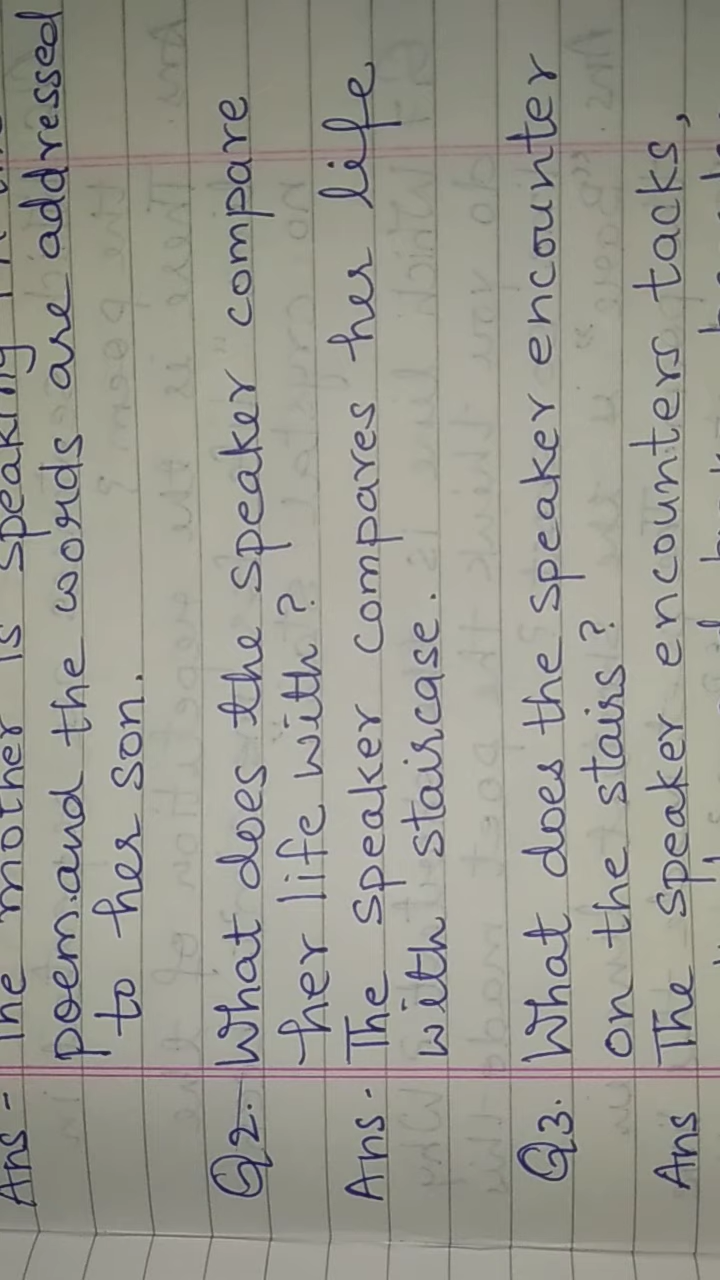 Ans - The mother is speaking
poem.and the words are addressed
to her son.
Q2. What does the speaker compare
her life with?
Ans. The speaker compares her life
with staircase.
Q3. What does the speaker encounter
on the stairs?
Ans The speaker encounters tacks,